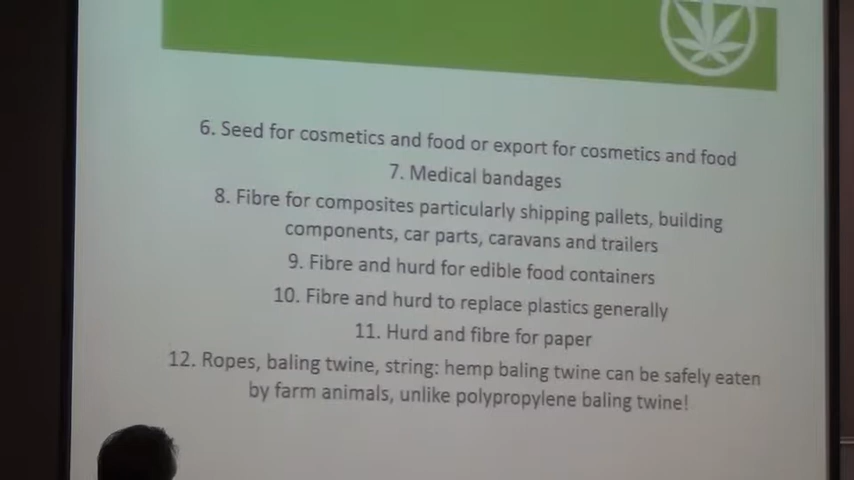 6. Seed for cosmetics and food or export for cosmetics and food
7. Medical bandages
8. Fibre for composites particularly shipping pallets, building
components, car parts, caravans and trailers
9. Fibre and hurd for edible food containers
10. Fibre and hurd to replace plastics generally
11. Hurd and fibre for paper
12. Ropes, baling twine, string: hemp baling twine can be safely eaten
by farm animals, unlike polypropylene baling twine!